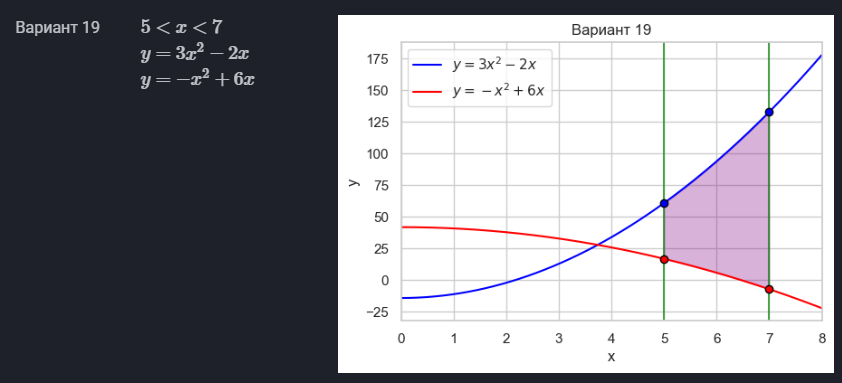 Вариант 19
5 < x < 7
y = 3x² − 2x
y = −x² + 6x
Вариант 19
y = 3x² − 2x
y = −x² + 6x
175
150
125
100
75
50
25
0
−25
y
0 1 2 3 4 5 6 7 8
x